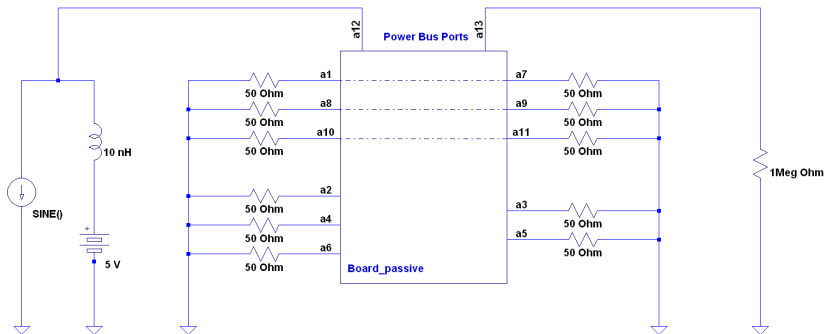 a12
a13
Power Bus Ports
a1
a7
50 Ohm
50 Ohm
a8
a9
50 Ohm
50 Ohm
a10
a11
50 Ohm
50 Ohm
10 nH
1Meg Ohm
a2
50 Ohm
a3
SINE()
a4
50 Ohm
50 Ohm
a5
a6
50 Ohm
50 Ohm
+
5 V
Board_passive